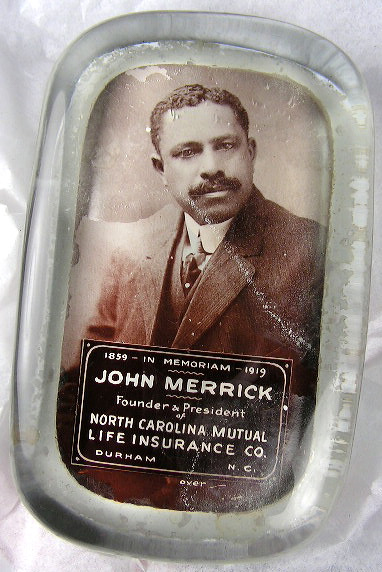 1859 - IN MEMORIAM - 1919
JOHN MERRICK
Founder & President
of
NORTH CAROLINA MUTUAL
LIFE INSURANCE CO.
DURHAM N.C.
over